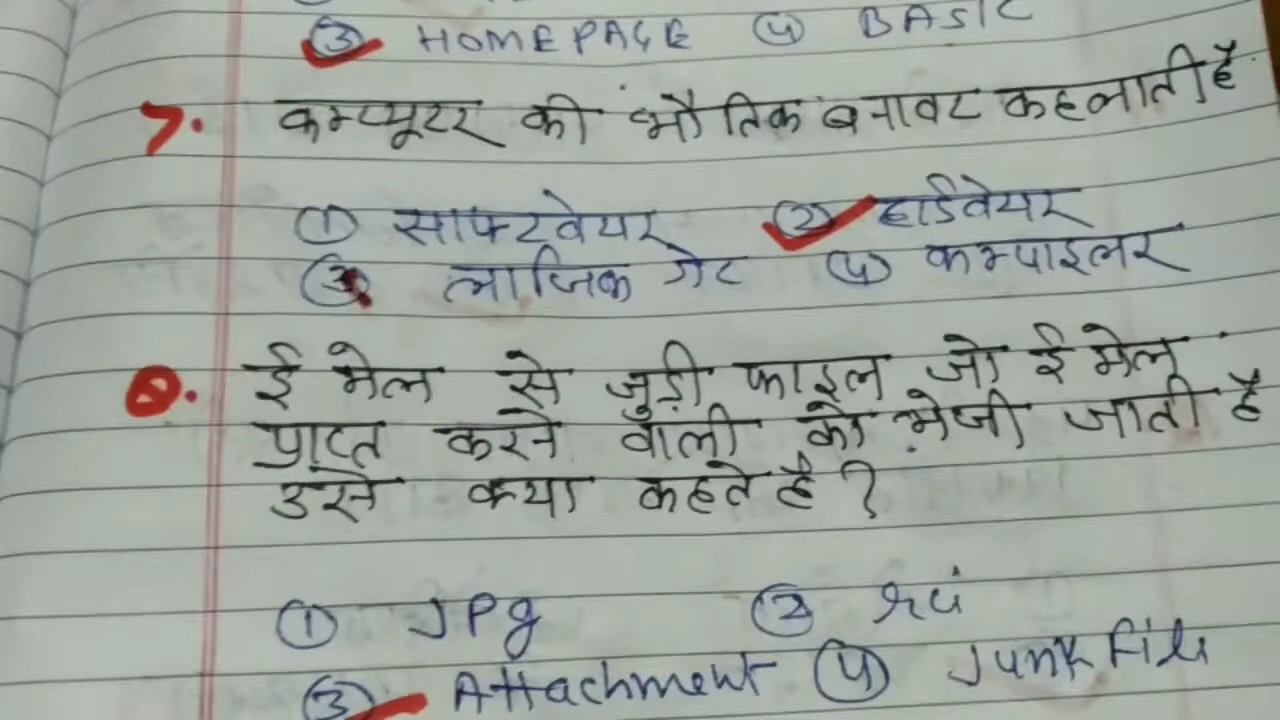 ③ HOMEPAGE ④ BASIC
7. कम्प्यूटर की भौतिक बनावट कहलाती है
① साफ्टवेयर ② हार्डवेयर
③ लाजिक गेट ④ कम्पाइलर
8. ई मेल से जुड़ी फाइल जो ई मेल
प्राप्त करने वाली को भेजी जाती है
उसे क्या कहते है ?
① JPg ②
③ Attachment ④ Junk File